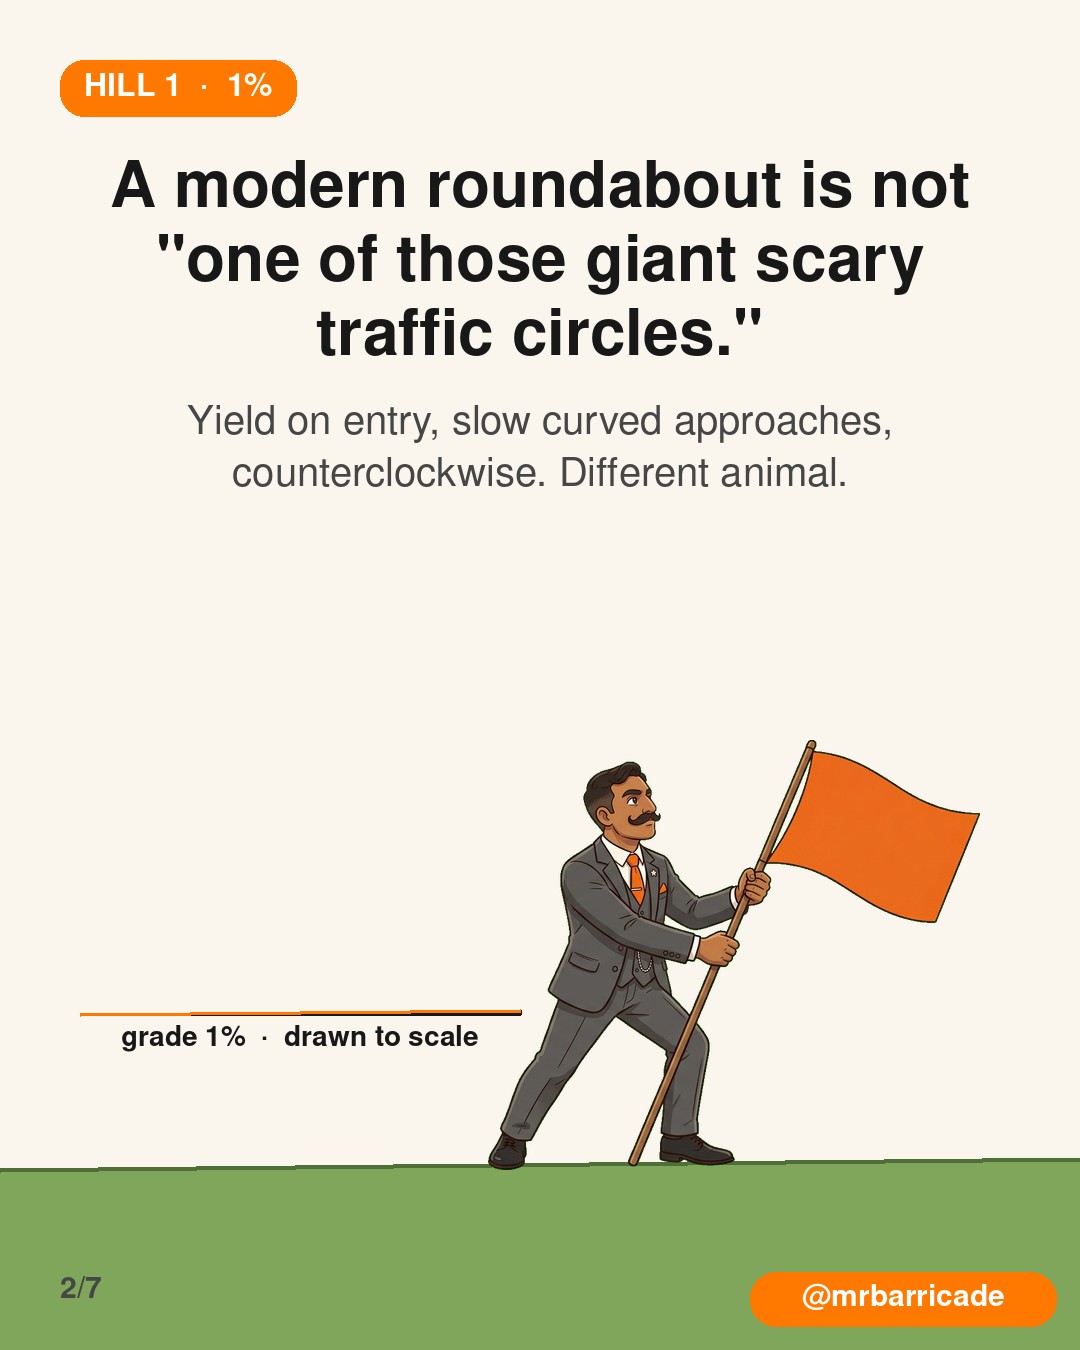 HILL 1 · 1%
A modern roundabout is not
"one of those giant scary
traffic circles."
Yield on entry, slow curved approaches,
counterclockwise. Different animal.
grade 1% · drawn to scale
2/7
@mrbarricade